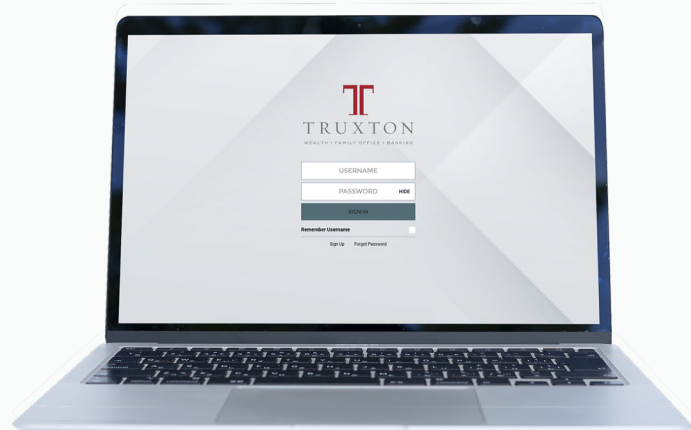 TRUXTON
WEALTH | FAMILY OFFICE • BANKING
USERNAME
PASSWORD HIDE
SIGN IN
Remember Username
Sign Up Forgot Password